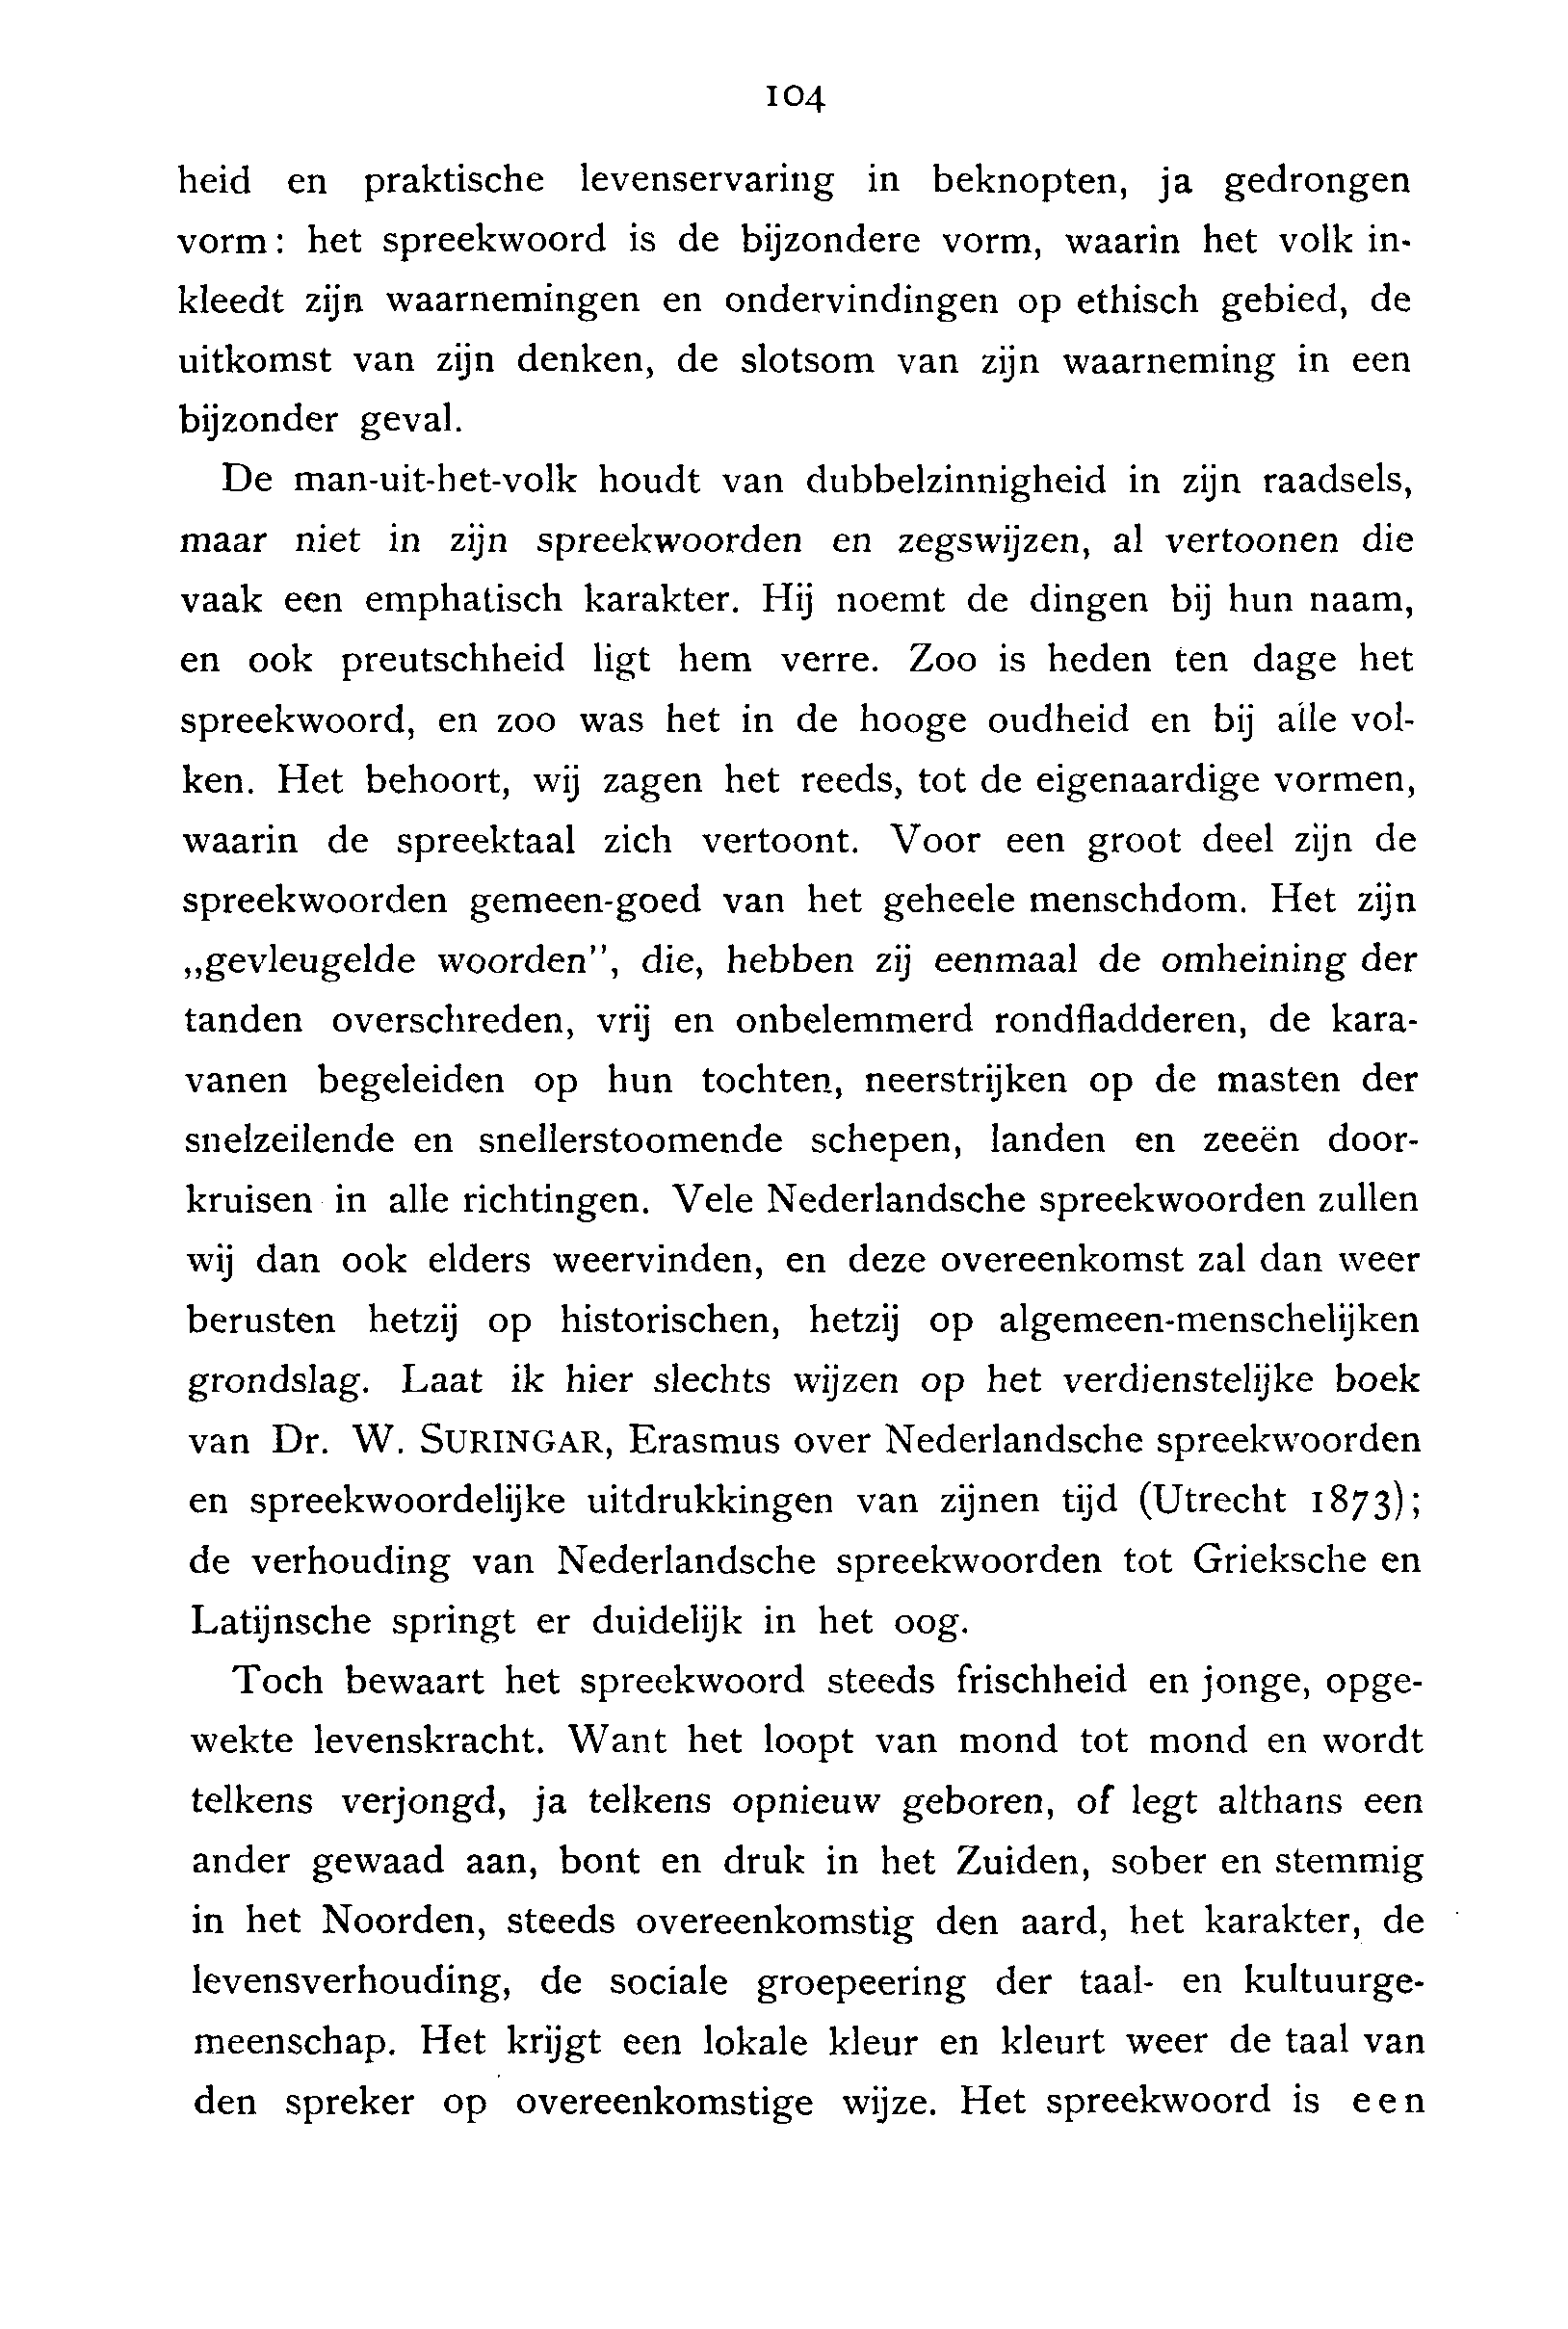 104
heid en praktische levenservaring in beknopten, ja gedrongen
vorm: het spreekwoord is de bijzondere vorm, waarin het volk in-
kleedt zijn waarnemingen en ondervindingen op ethisch gebied, de
uitkomst van zijn denken, de slotsom van zijn waarneming in een
bijzonder geval.
De man-uit-het-volk houdt van dubbelzinnigheid in zijn raadsels,
maar niet in zijn spreekwoorden en zegswijzen, al vertoonen die
vaak een emphatisch karakter. Hij noemt de dingen bij hun naam,
en ook preutschheid ligt hem verre. Zoo is heden ten dage het
spreekwoord, en zoo was het in de hooge oudheid en bij alle vol-
ken. Het behoort, wij zagen het reeds, tot de eigenaardige vormen,
waarin de spreektaal zich vertoont. Voor een groot deel zijn de
spreekwoorden gemeen-goed van het geheele menschdom. Het zijn
„gevleugelde woorden”, die, hebben zij eenmaal de omheining der
tanden overschreden, vrij en onbelemmerd rondfladderen, de kara-
vanen begeleiden op hun tochten, neerstrijken op de masten der
snelzeilende en snellerstoomende schepen, landen en zeeën door-
kruisen in alle richtingen. Vele Nederlandsche spreekwoorden zullen
wij dan ook elders weervinden, en deze overeenkomst zal dan weer
berusten hetzij op historischen, hetzij op algemeen-menschelijken
grondslag. Laat ik hier slechts wijzen op het verdienstelijke boek
van Dr. W. SURINGAR, Erasmus over Nederlandsche spreekwoorden
en spreekwoordelijke uitdrukkingen van zijnen tijd (Utrecht 1873);
de verhouding van Nederlandsche spreekwoorden tot Grieksche en
Latijnsche springt er duidelijk in het oog.
Toch bewaart het spreekwoord steeds frischheid en jonge, opge-
wekte levenskracht. Want het loopt van mond tot mond en wordt
telkens verjongd, ja telkens opnieuw geboren, of legt althans een
ander gewaad aan, bont en druk in het Zuiden, sober en stemmig
in het Noorden, steeds overeenkomstig den aard, het karakter, de
levensverhouding, de sociale groepeering der taal- en kultuurge-
meenschap. Het krijgt een lokale kleur en kleurt weer de taal van
den spreker op overeenkomstige wijze. Het spreekwoord is een